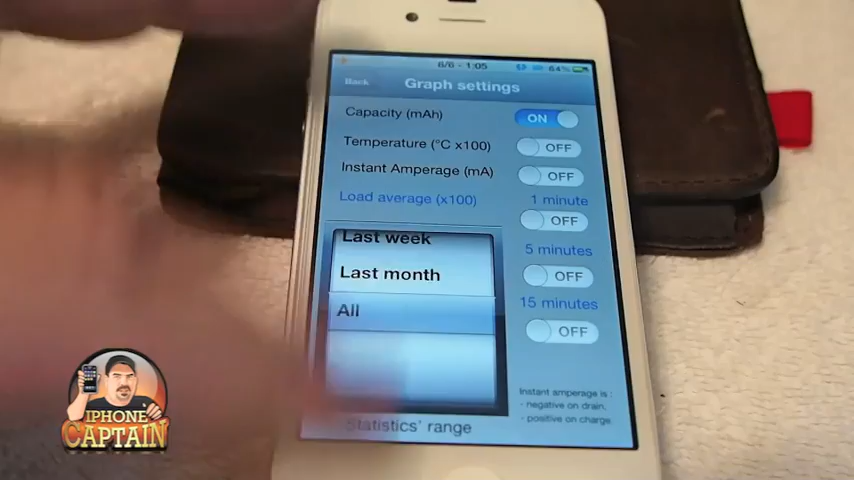 6/6 - 1:05
64%
Back
Graph settings
Capacity (mAh)
ON
Temperature (°C x100)
OFF
Instant Amperage (mA)
OFF
Load average (x100)
1 minute
OFF
Last week
5 minutes
Last month
OFF
15 minutes
All
OFF
Instant amperage is :
- negative on drain,
- positive on charge.
Statistics' range
IPHONE
CAPTAIN